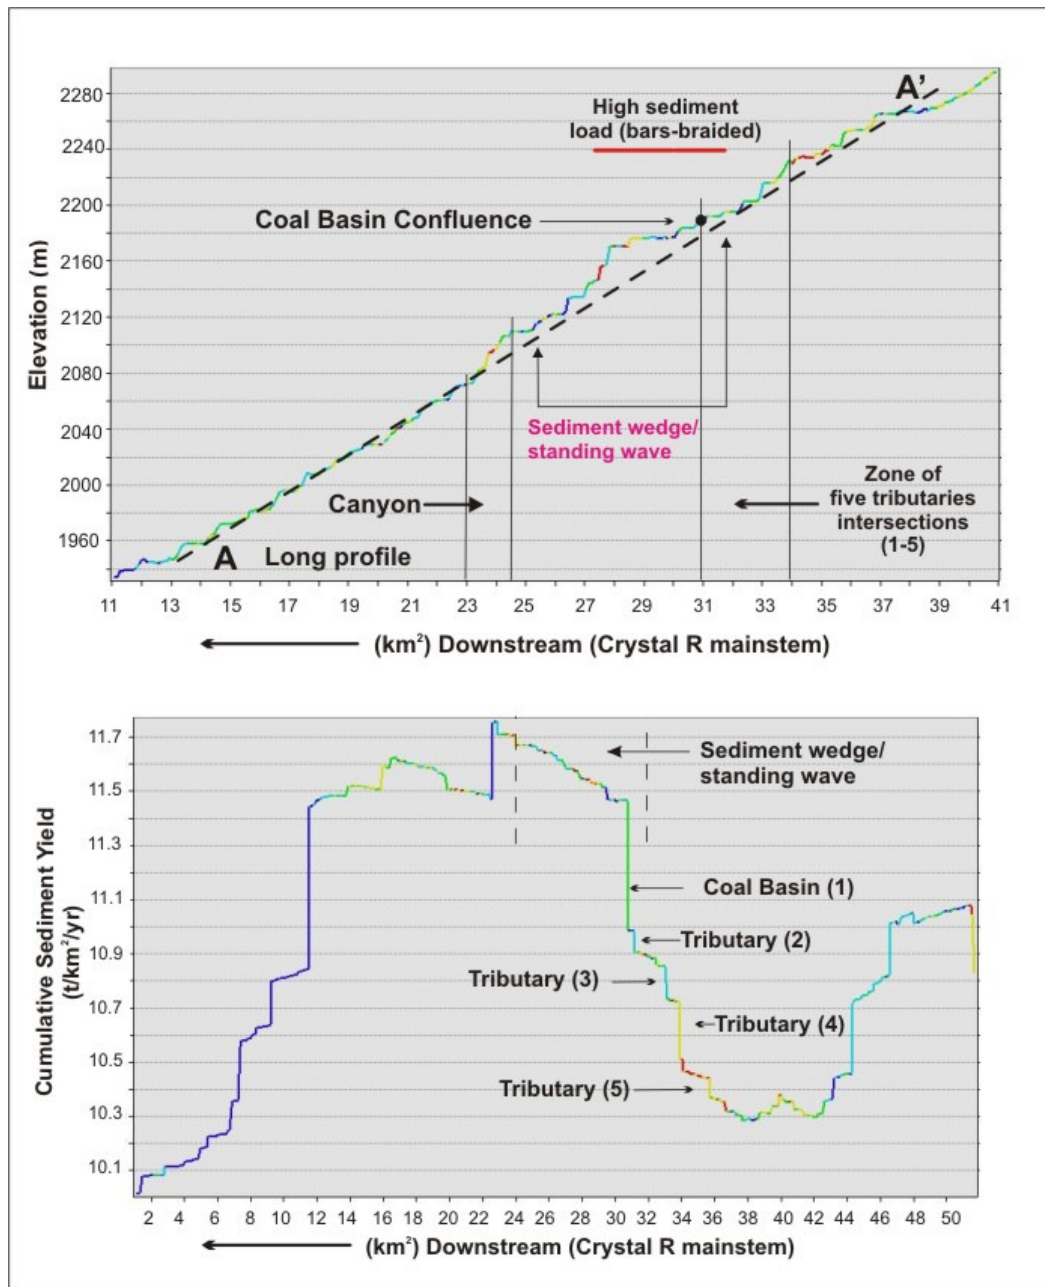 2280
2240
2200
2160
2120
2080
2040
2000
1960
Elevation (m)
A'
High sediment
load (bars-braided)
Coal Basin Confluence
Sediment wedge/
standing wave
Canyon
Zone of
five tributaries
intersections
(1-5)
A
Long profile
11 13 15 17 19 21 23 25 27 29 31 33 35 37 39 41
(km²) Downstream (Crystal R mainstem)
11.7
11.5
11.3
11.1
10.9
10.7
10.5
10.3
10.1
Cumulative Sediment Yield
(t/km²/yr)
Sediment wedge/
standing wave
Coal Basin (1)
Tributary (2)
Tributary (3)
Tributary (4)
Tributary (5)
2 4 6 8 10 12 14 16 18 20 22 24 26 28 30 32 34 36 38 40 42 44 46 48 50
(km²) Downstream (Crystal R mainstem)